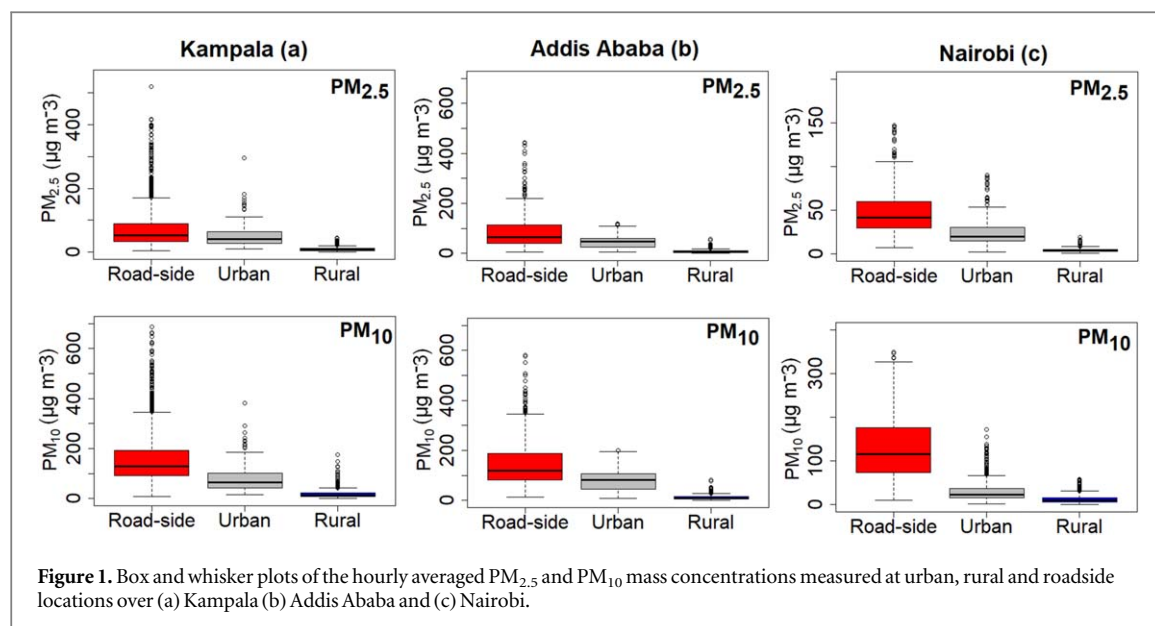 Kampala (a)
Addis Ababa (b)
Nairobi (c)
PM2.5 (µg m−3)
0 200 400
PM2.5
Road-side Urban Rural
PM2.5 (µg m−3)
0 200 400 600
PM2.5
Road-side Urban Rural
PM2.5 (µg m−3)
0 50 150
PM2.5
Road-side Urban Rural
PM10 (µg m−3)
0 200 400 600
PM10
Road-side Urban Rural
PM10 (µg m−3)
0 200 400 600
PM10
Road-side Urban Rural
PM10 (µg m−3)
0 100 300
PM10
Road-side Urban Rural
Figure 1. Box and whisker plots of the hourly averaged PM2.5 and PM10 mass concentrations measured at urban, rural and roadside
locations over (a) Kampala (b) Addis Ababa and (c) Nairobi.